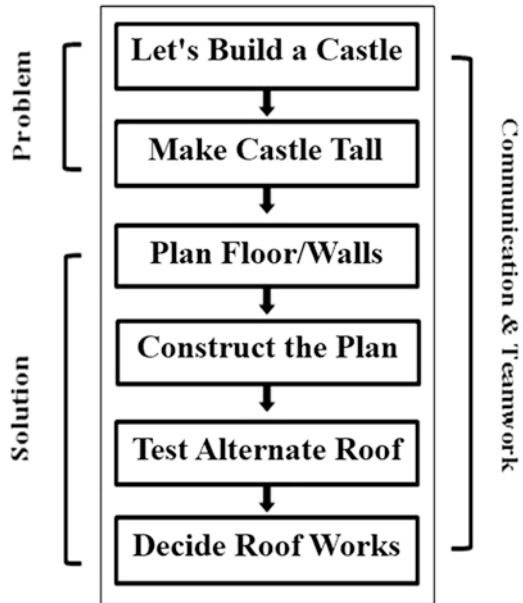 Let's Build a Castle
Make Castle Tall
Plan Floor/Walls
Construct the Plan
Test Alternate Roof
Decide Roof Works
Problem
Solution
Communication & Teamwork